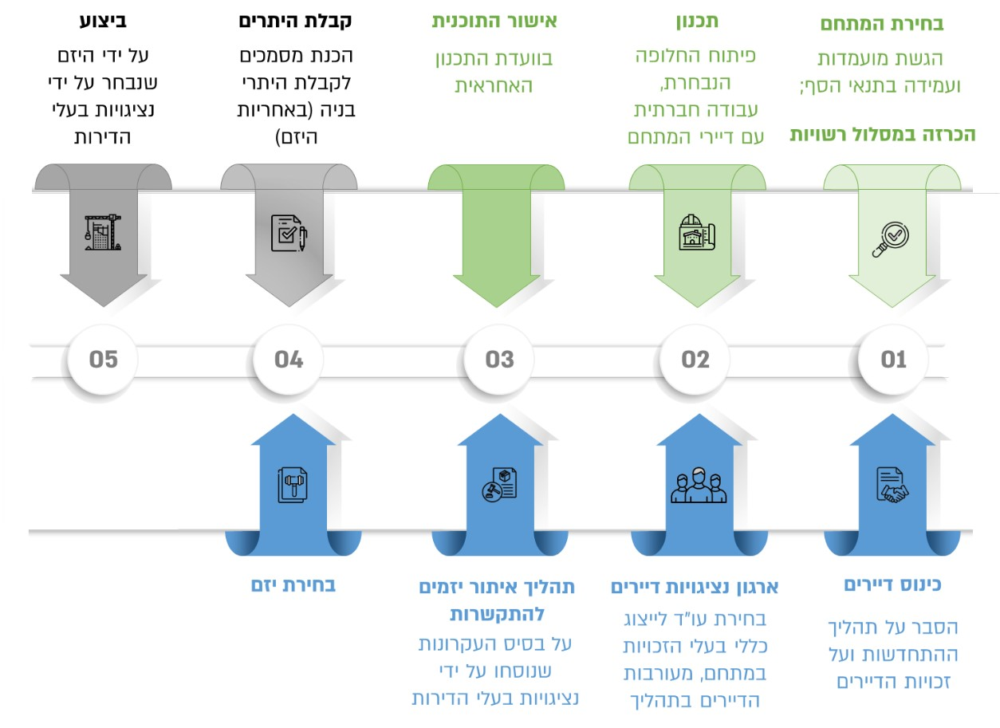 בחירת המתחם
הגשת מועמדות
ועמידה בתנאי הסף;
הכרזה במסלול רשויות
תכנון
פיתוח החלופה
הנבחרת,
עבודה חברתית
עם דיירי המתחם
אישור התוכנית
בוועדת התכנון
האחראית
קבלת היתרים
הכנת מסמכים
לקבלת היתרי
בניה (באחריות
היזם)
ביצוע
על ידי היזם
שנבחר על ידי
נציגויות בעלי
הדירות
01
02
03
04
05
כינוס דיירים
הסבר על תהליך
ההתחדשות ועל
זכויות הדיירים
ארגון נציגויות דיירים
בחירת עו"ד לייצוג
כללי בעלי הזכויות
במתחם, מעורבות
הדיירים בתהליך
תהליך איתור יזמים
להתקשרות
על בסיס העקרונות
שנוסחו על ידי
נציגויות בעלי הדירות
בחירת יזם